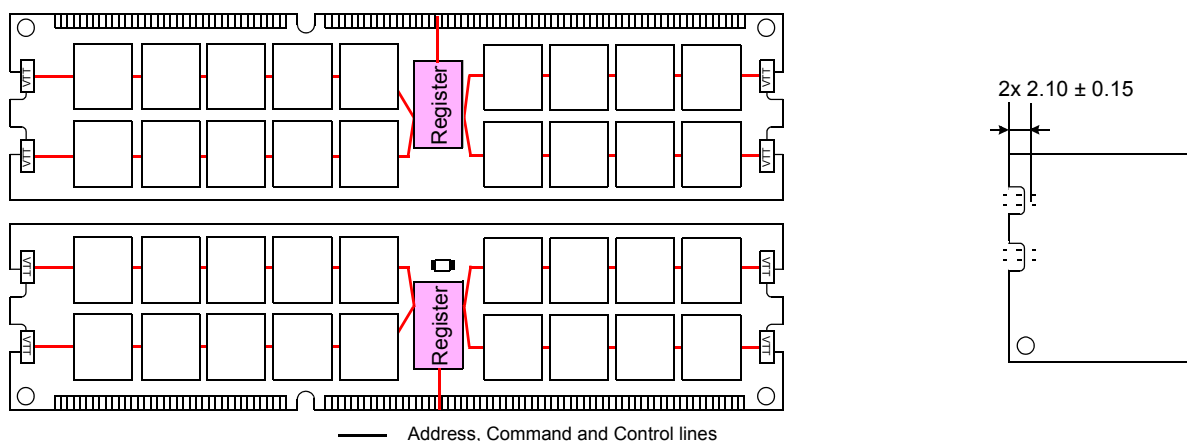 VTT
Register
VTT
2x 2.10 ± 0.15
VTT
VTT
VTT
Register
VTT
VTT
VTT
Address, Command and Control lines